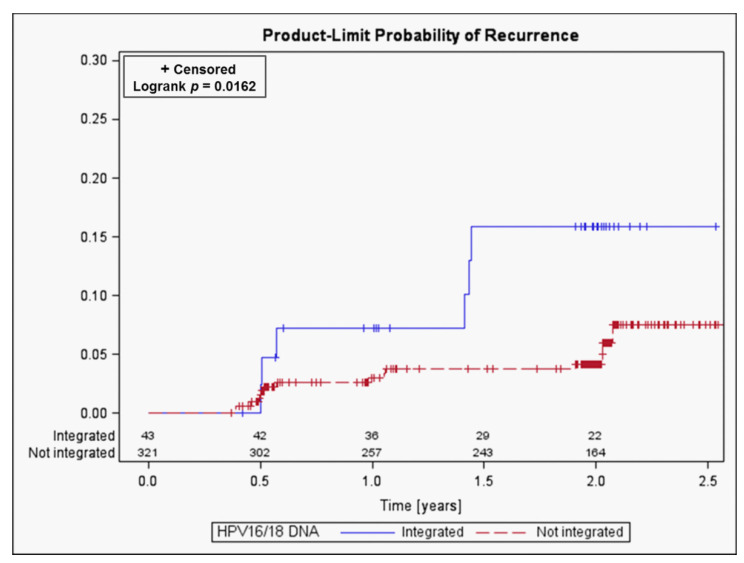 Product-Limit Probability of Recurrence
+ Censored
Logrank p = 0.0162
0.30
0.25
0.20
0.15
0.10
0.05
0.00
Integrated 43 42 36 29 22
Not integrated 321 302 257 243 164
0.0 0.5 1.0 1.5 2.0 2.5
Time [years]
HPV16/18 DNA Integrated Not integrated